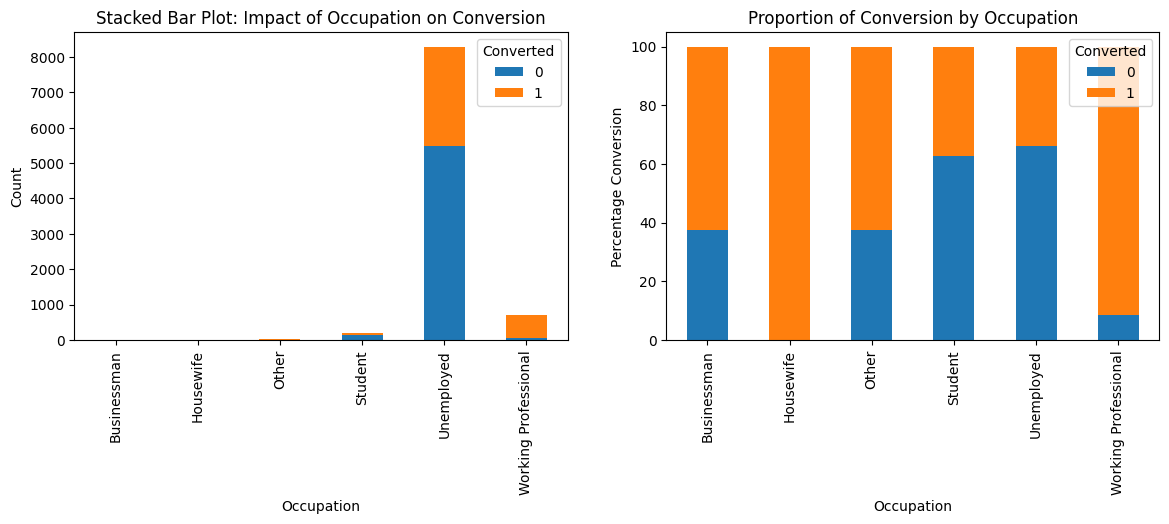 Stacked Bar Plot: Impact of Occupation on Conversion
Converted
0
1
8000
7000
6000
5000
4000
3000
2000
1000
0
Count
Businessman
Housewife
Other
Student
Unemployed
Working Professional
Occupation
Proportion of Conversion by Occupation
Converted
0
1
100
80
60
40
20
0
Percentage Conversion
Businessman
Housewife
Other
Student
Unemployed
Working Professional
Occupation